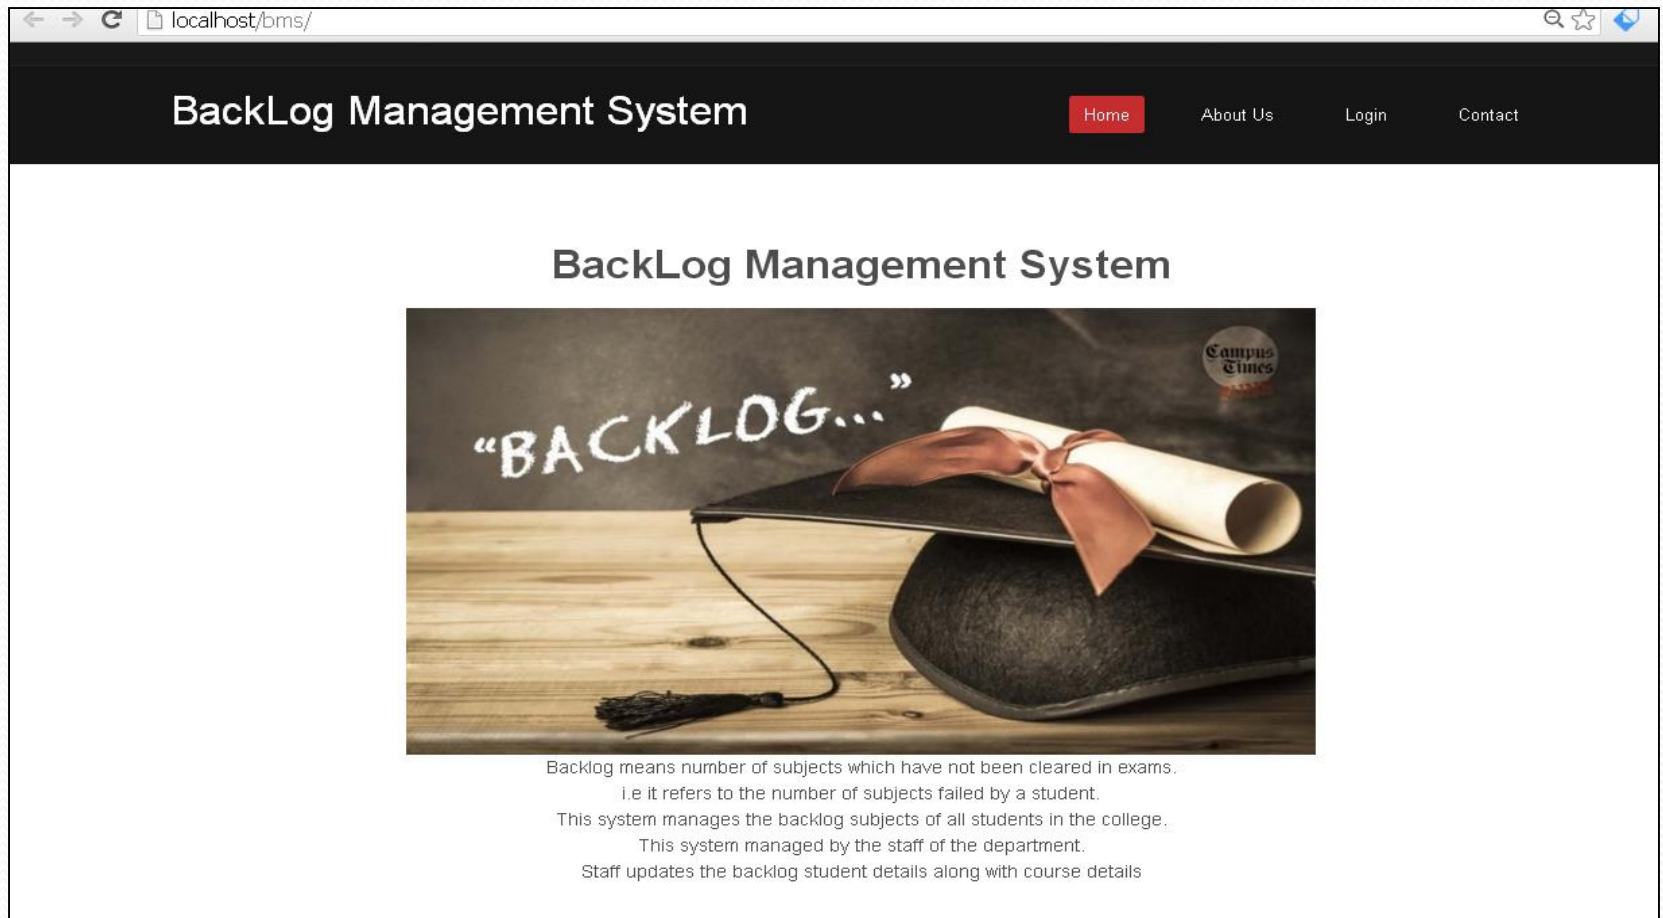 localhost/bms/
BackLog Management System
Home
About Us
Login
Contact
BackLog Management System
Campus
Times
“BACKLOG...”
Backlog means number of subjects which have not been cleared in exams.
i.e it refers to the number of subjects failed by a student.
This system manages the backlog subjects of all students in the college.
This system managed by the staff of the department.
Staff updates the backlog student details along with course details